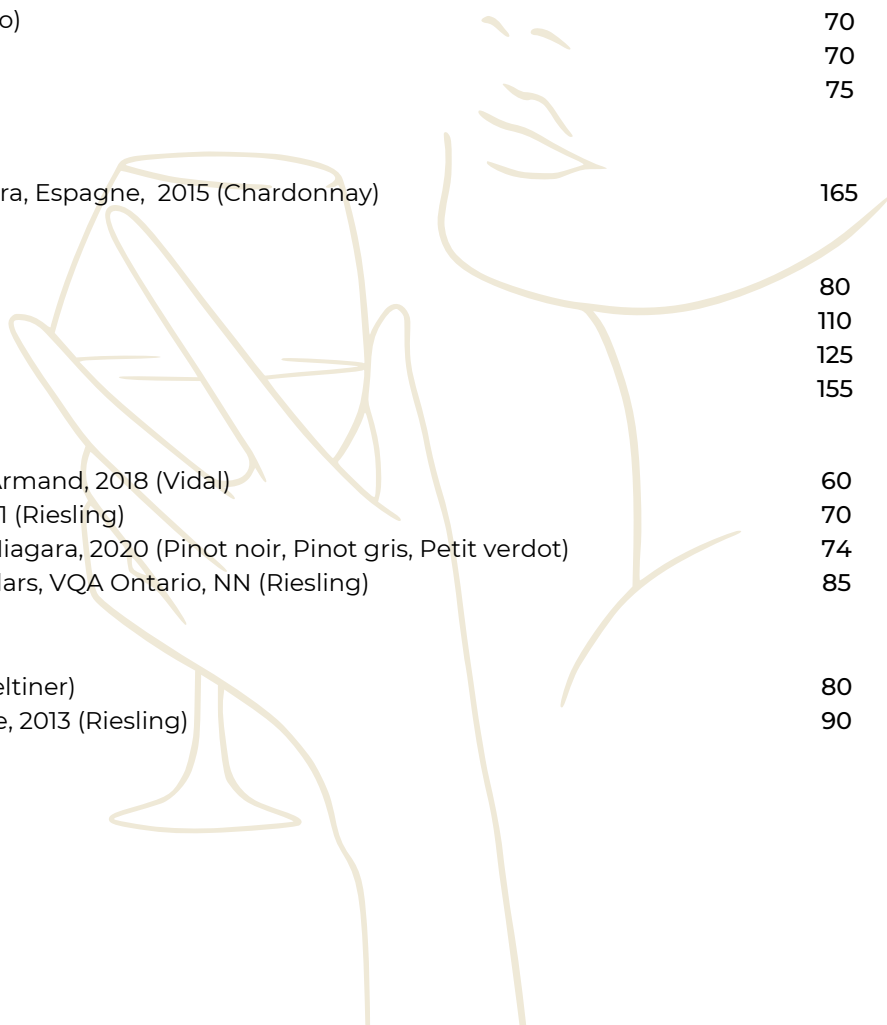 o) 70
70
75
ra, Espagne, 2015 (Chardonnay) 165
80
110
125
155
Armand, 2018 (Vidal) 60
1 (Riesling) 70
Niagara, 2020 (Pinot noir, Pinot gris, Petit verdot) 74
lars, VQA Ontario, NN (Riesling) 85
eltiner) 80
e, 2013 (Riesling) 90